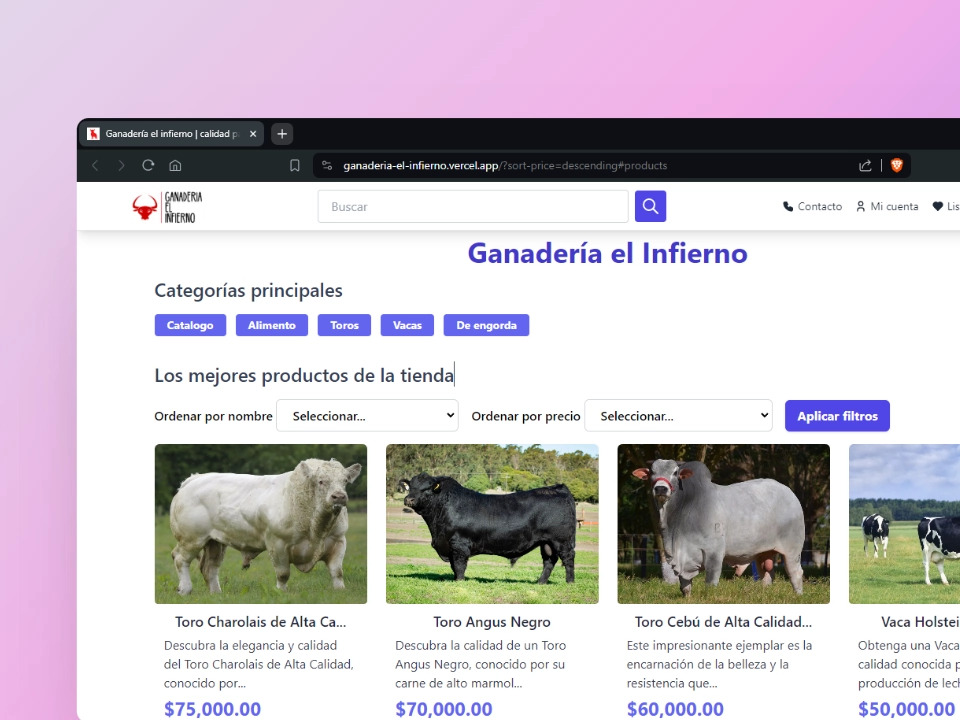 Ganadería el infierno | calidad p
ganaderia-el-infierno.vercel.app/?sort-price=descending#products
GANADERIA
EL
INFIERNO
Buscar
Contacto
Mi cuenta
Lis
Ganadería el Infierno
Categorías principales
Catalogo
Alimento
Toros
Vacas
De engorda
Los mejores productos de la tienda
Ordenar por nombre
Seleccionar...
Ordenar por precio
Seleccionar...
Aplicar filtros
Toro Charolais de Alta Ca...
Descubra la elegancia y calidad
del Toro Charolais de Alta Calidad,
conocido por...
$75,000.00
Toro Angus Negro
Descubra la calidad de un Toro
Angus Negro, conocido por su
carne de alto marmol...
$70,000.00
Toro Cebú de Alta Calidad...
Este impresionante ejemplar es la
encarnación de la belleza y la
resistencia que...
$60,000.00
Vaca Holstei
Obtenga una Vaca
calidad conocida p
producción de lech
$50,000.00